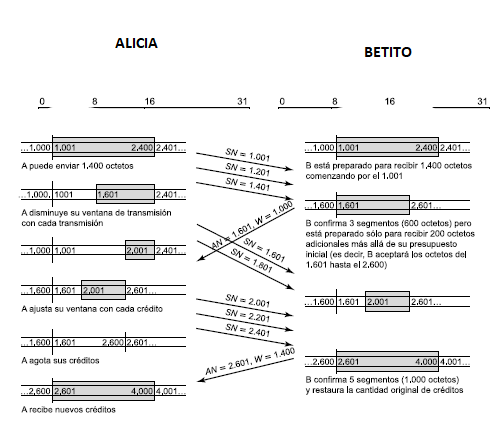 ALICIA
BETITO
0 8 16 31
0 8 16 31
...1,000 1,001 2,400 2,401...
A puede enviar 1.400 octetos
...1,000, 1001 1,601 2,401...
A disminuye su ventana de transmisión
con cada transmisión
...1,000 1,001 2,001 2,401...
...1,600 1,601 2,001 2,601...
A ajusta su ventana con cada crédito
...1,600 1,601 2,600 2,601...
A agota sus créditos
...2,600 2,601 4,000 4,001...
A recibe nuevos créditos
SN = 1.001
SN = 1.201
SN = 1.401
AN = 1.601, W = 1.000
SN = 1.601
SN = 1.801
SN = 2.001
SN = 2.201
SN = 2.401
AN = 2.601, W = 1.400
...1,000 1,001 2,400 2,401...
B está preparado para recibir 1,400 octetos
comenzando por el 1.001
...1,600 1,601 2,601...
B confirma 3 segmentos (600 octetos) pero
está preparado sólo para recibir 200 octetos
adicionales más allá de su presupuesto
inicial (es decir, B aceptará los octetos del
1.601 hasta el 2,600)
...1,600 1,601 2,001 2,601...
...2,600 2,601 4,000 4,001...
B confirma 5 segmentos (1,000 octetos)
y restaura la cantidad original de créditos